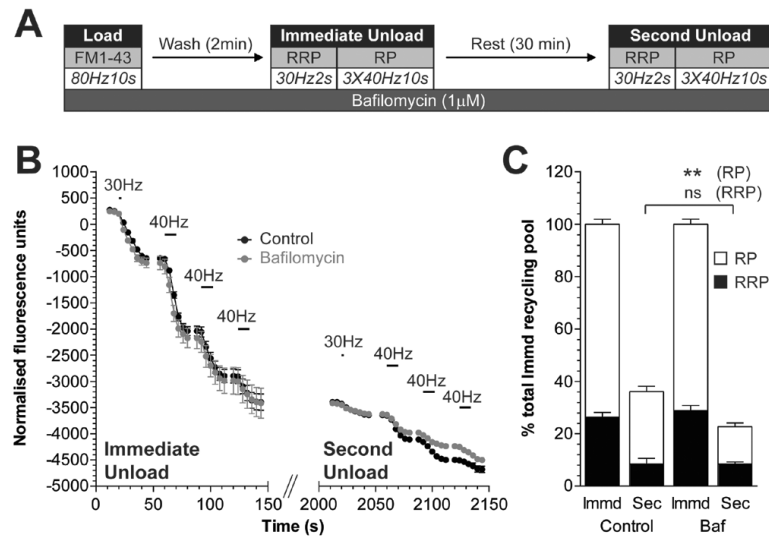 A
Load
FM1-43
80Hz10s
Wash (2min)
Immediate Unload
RRP RP
30Hz2s 3X40Hz10s
Rest (30 min)
Second Unload
RRP RP
30Hz2s 3X40Hz10s
Bafilomycin (1μM)
B
Normalised fluorescence units
1000
500
0
-500
-1000
-1500
-2000
-2500
-3000
-3500
-4000
-4500
-5000
30Hz
40Hz
40Hz
40Hz
Control
Bafilomycin
30Hz
40Hz
40Hz
40Hz
Immediate
Unload
Second
Unload
0 50 100 150 2000 2050 2100 2150
Time (s)
C
% total Immd recycling pool
120
100
80
60
40
20
0
** (RP)
ns (RRP)
RP
RRP
Immd Sec Immd Sec
Control Baf